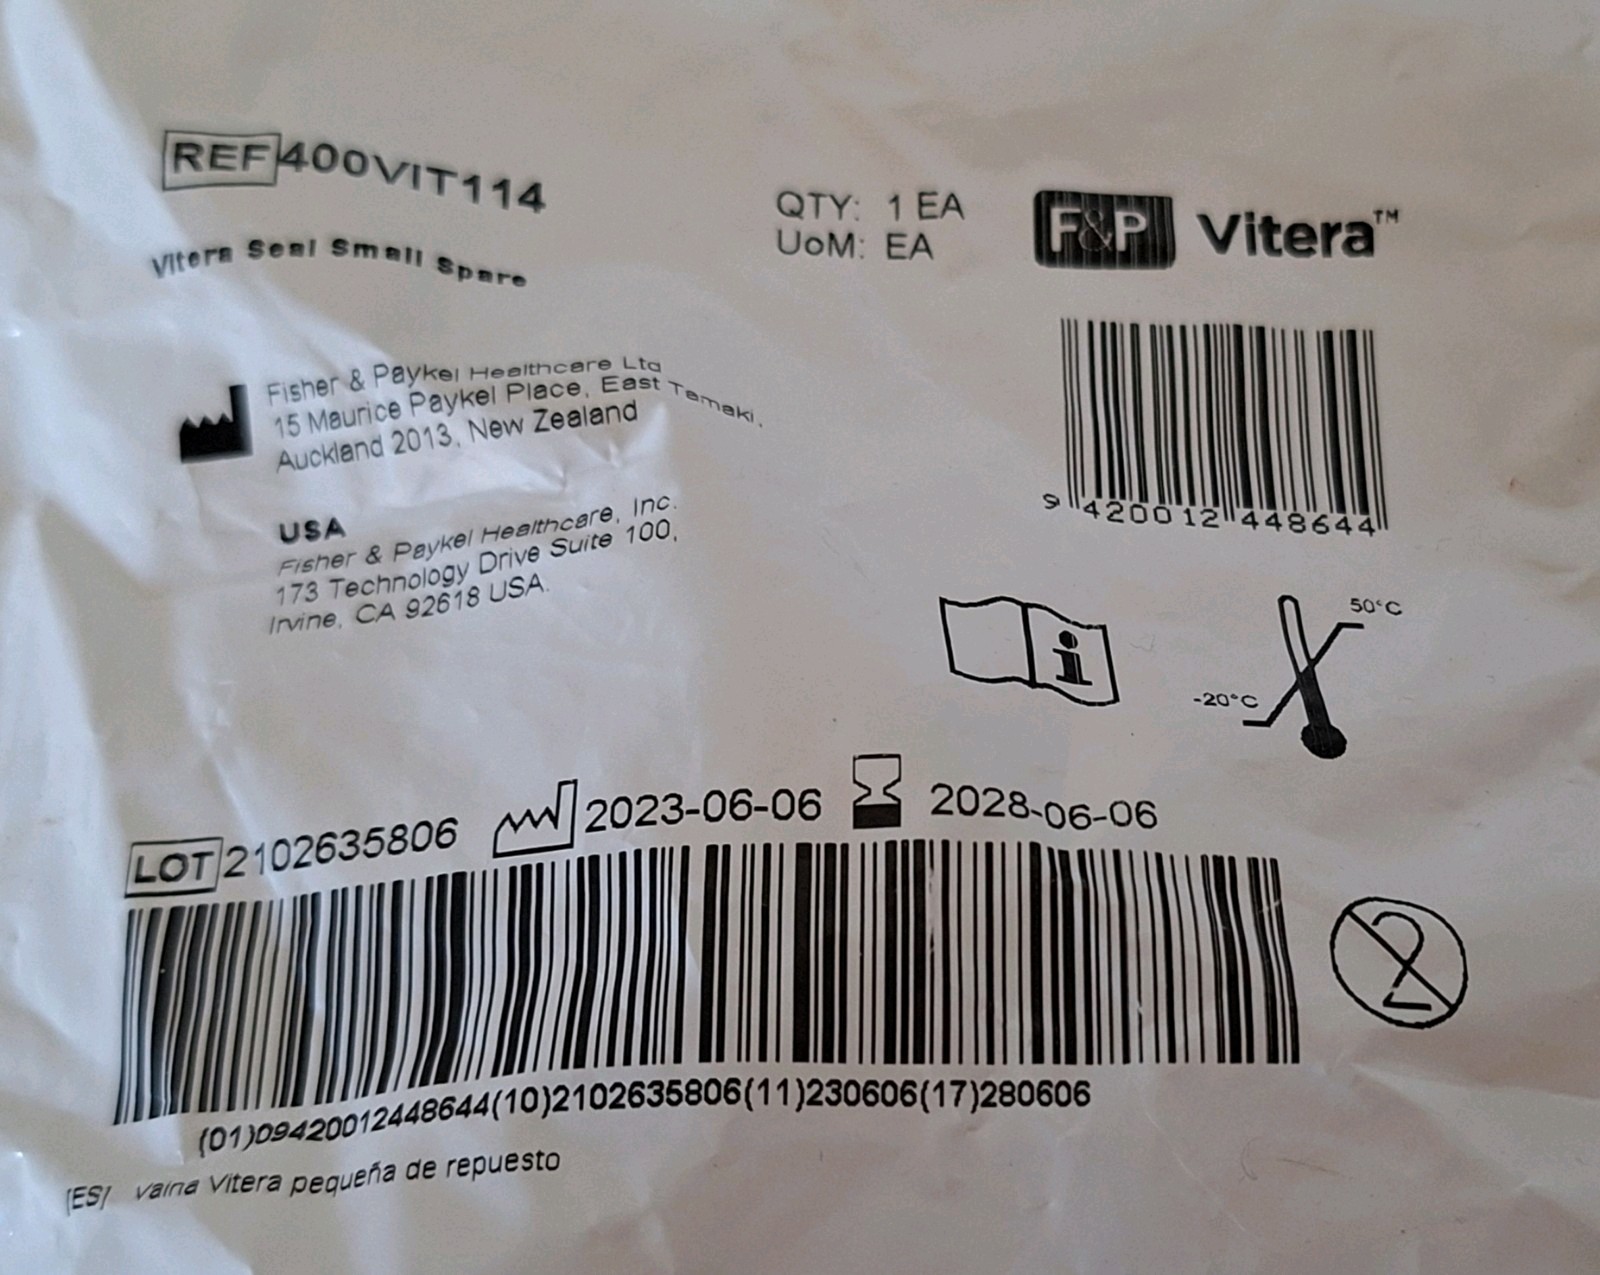 REF 400VIT114
Vitera Seal Small Spare
QTY: 1 EA
UoM: EA
F&P Vitera™
Fisher & Paykel Healthcare Ltd
15 Maurice Paykel Place, East Tamaki,
Auckland 2013, New Zealand
9 420012 448644
USA
Fisher & Paykel Healthcare, Inc.
173 Technology Drive Suite 100,
Irvine, CA 92618 USA.
50°C
-20°C
LOT 2102635806 2023-06-06 2028-06-06
2
(01)09420012448644(10)2102635806(11)230606(17)280606
[ES] Vaina Vitera pequeña de repuesto